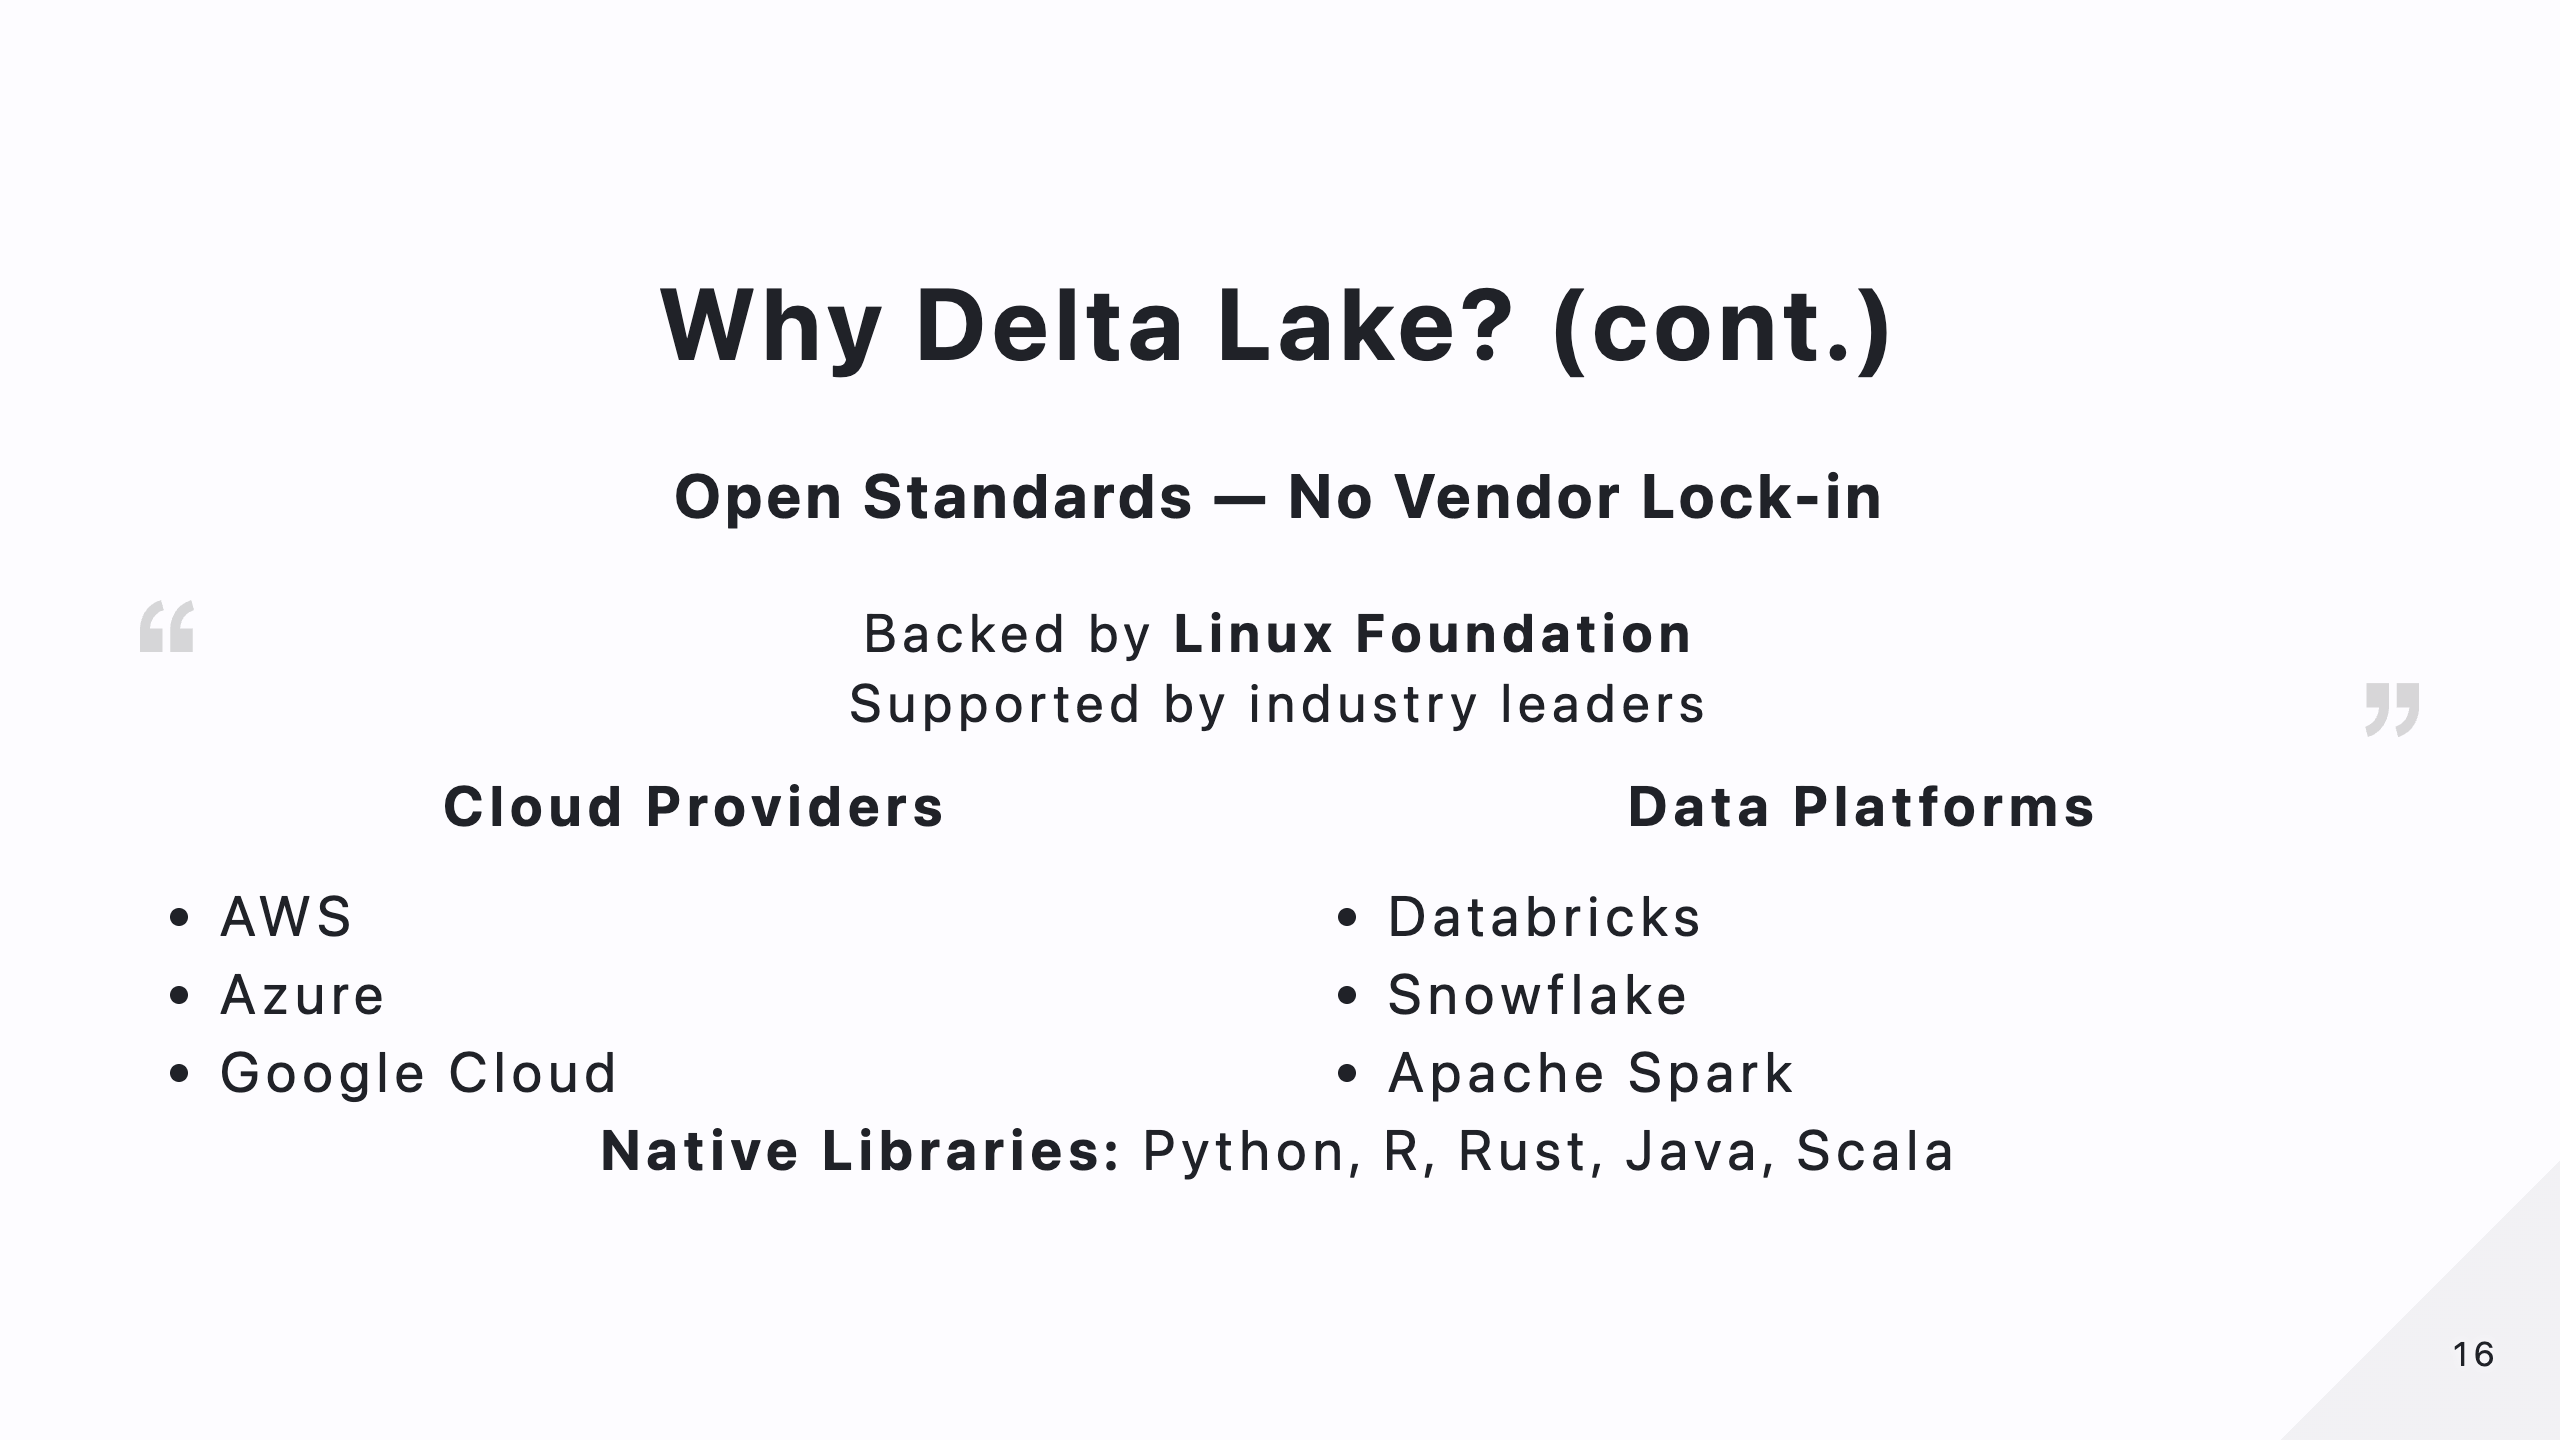 Why Delta Lake? (cont.)
Open Standards — No Vendor Lock-in
“
Backed by Linux Foundation
Supported by industry leaders
”
Cloud Providers
• AWS
• Azure
• Google Cloud
Data Platforms
• Databricks
• Snowflake
• Apache Spark
Native Libraries: Python, R, Rust, Java, Scala
16